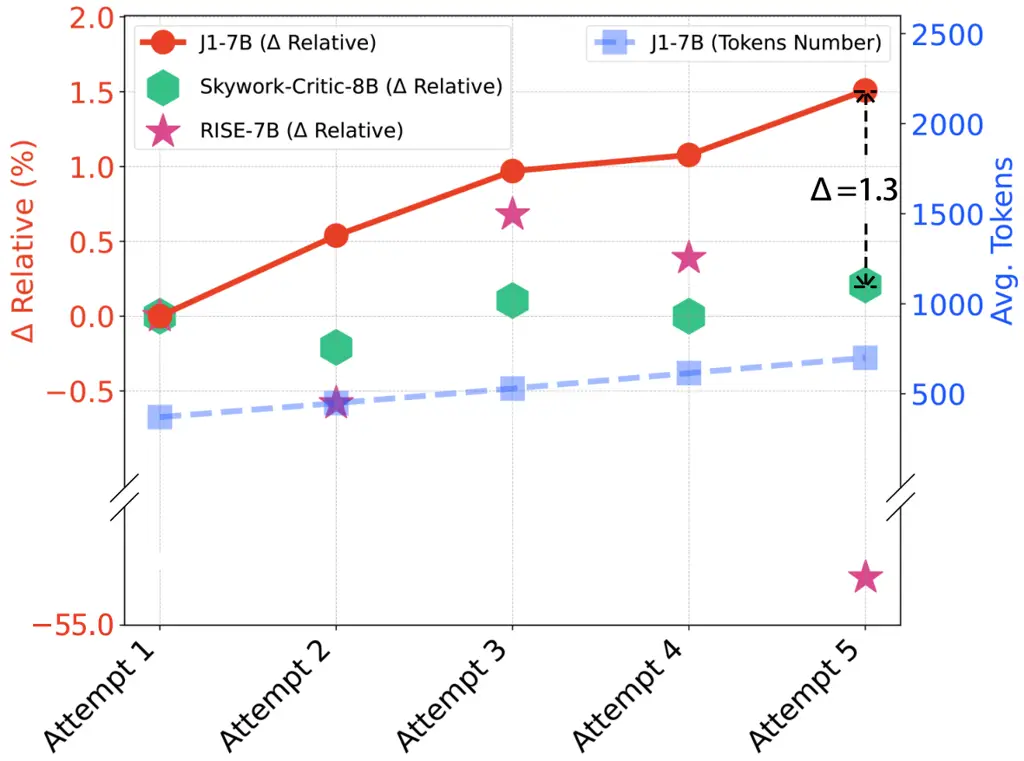 J1-7B (Δ Relative)
Skywork-Critic-8B (Δ Relative)
RISE-7B (Δ Relative)
J1-7B (Tokens Number)
Δ Relative (%)
2.0
1.5
1.0
0.5
0.0
−0.5
−55.0
Δ=1.3
2500
2000
1500
1000
500
Avg. Tokens
Attempt 1
Attempt 2
Attempt 3
Attempt 4
Attempt 5